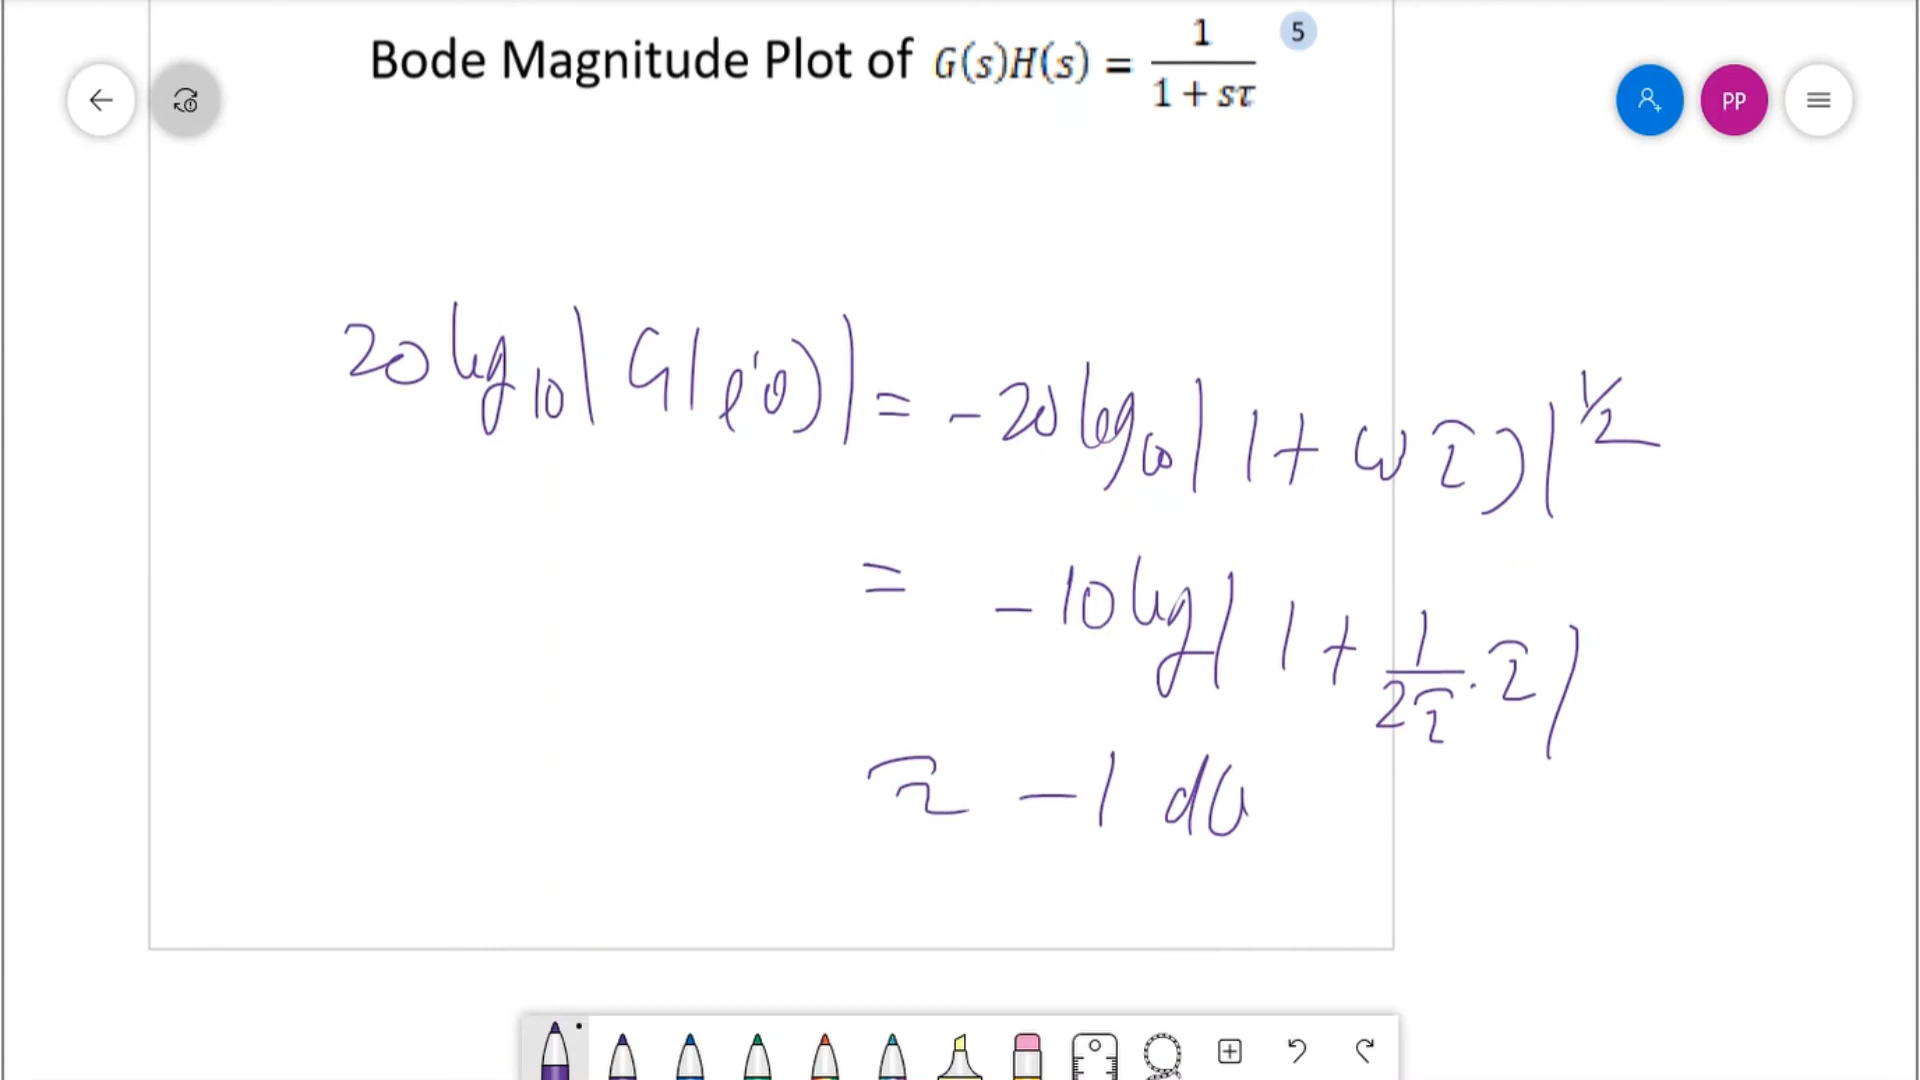 Bode Magnitude Plot of G(s)H(s) = 1 / (1 + sτ)
5
PP
20 log₁₀ | G(jω) | = - 20 log₁₀ | 1 + ωτ) |^½
= - 10 log | 1 + 1/(2τ) · τ |
≈ - 1 dB